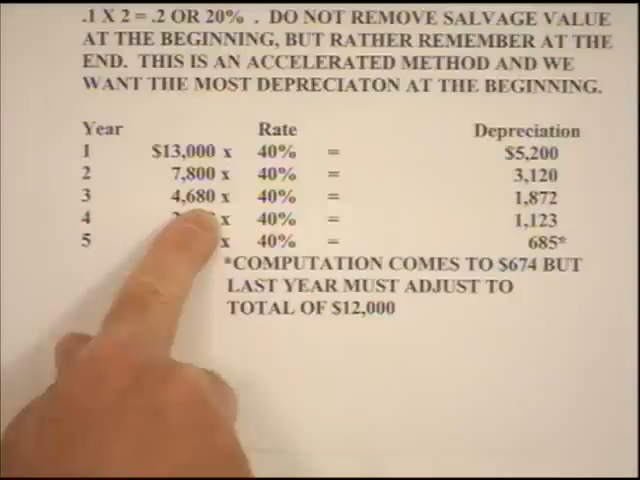 .1 X 2 = .2 OR 20% . DO NOT REMOVE SALVAGE VALUE
AT THE BEGINNING, BUT RATHER REMEMBER AT THE
END. THIS IS AN ACCELERATED METHOD AND WE
WANT THE MOST DEPRECIATON AT THE BEGINNING.
Year Rate Depreciation
1 $13,000 x 40% = $5,200
2 7,800 x 40% = 3,120
3 4,680 x 40% = 1,872
4 x 40% = 1,123
5 x 40% = 685*
*COMPUTATION COMES TO $674 BUT
LAST YEAR MUST ADJUST TO
TOTAL OF $12,000